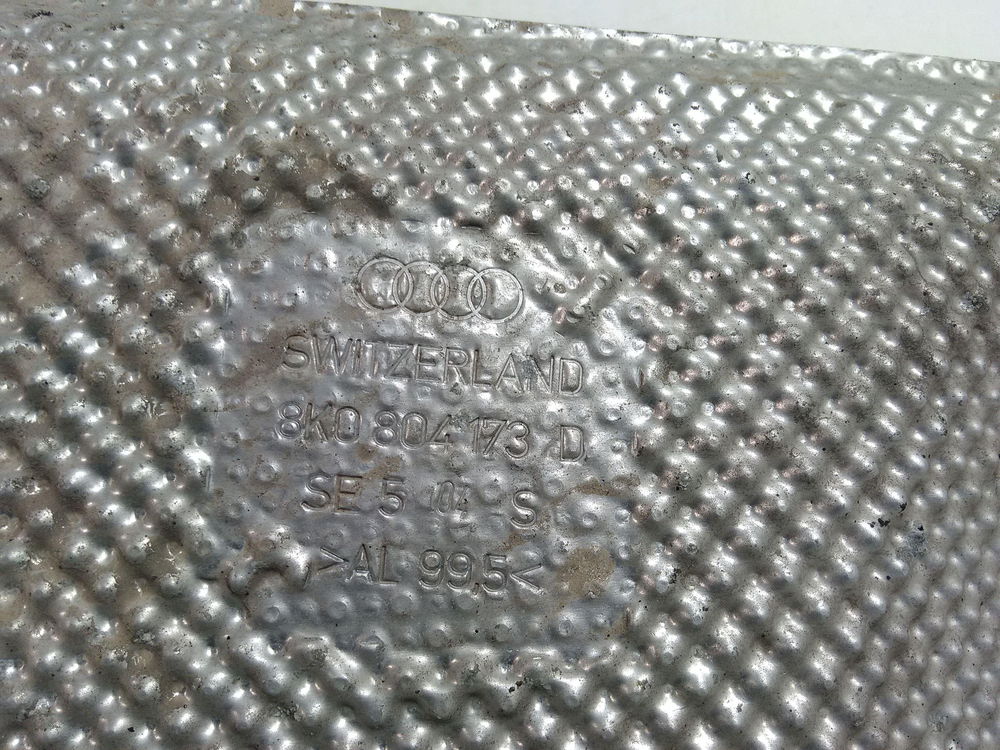 SWITZERLAND
8K0 804 173 D
SE 5 04 S
>AL 99,5<